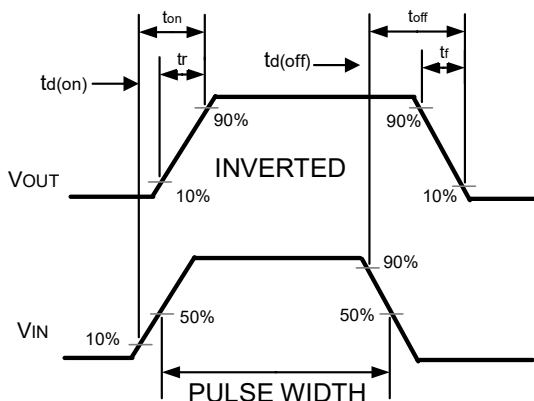 ton toff
tr td(off) tf
td(on)
90% 90%
INVERTED
VOUT 10% 10%
90%
50% 50%
VIN 10%
PULSE WIDTH